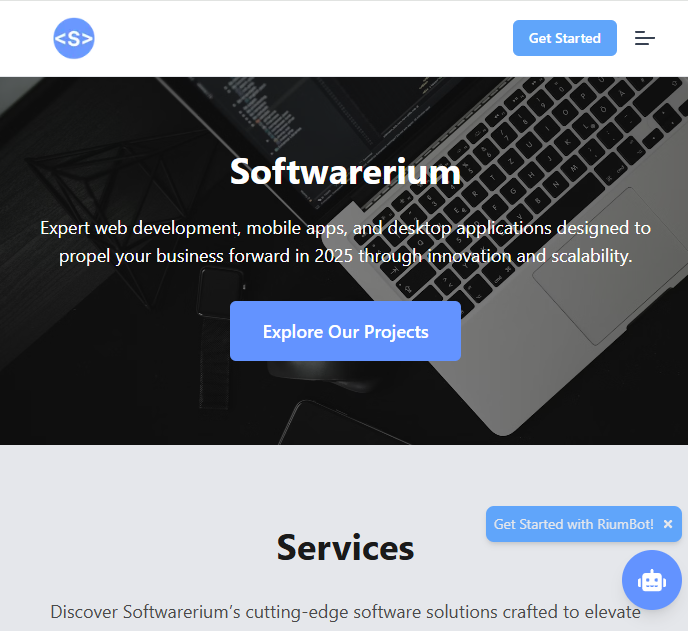 <S>
Get Started
Softwarerium
Expert web development, mobile apps, and desktop applications designed to
propel your business forward in 2025 through innovation and scalability.
Explore Our Projects
Services
Get Started with RiumBot! ×
Discover Softwarerium’s cutting-edge software solutions crafted to elevate